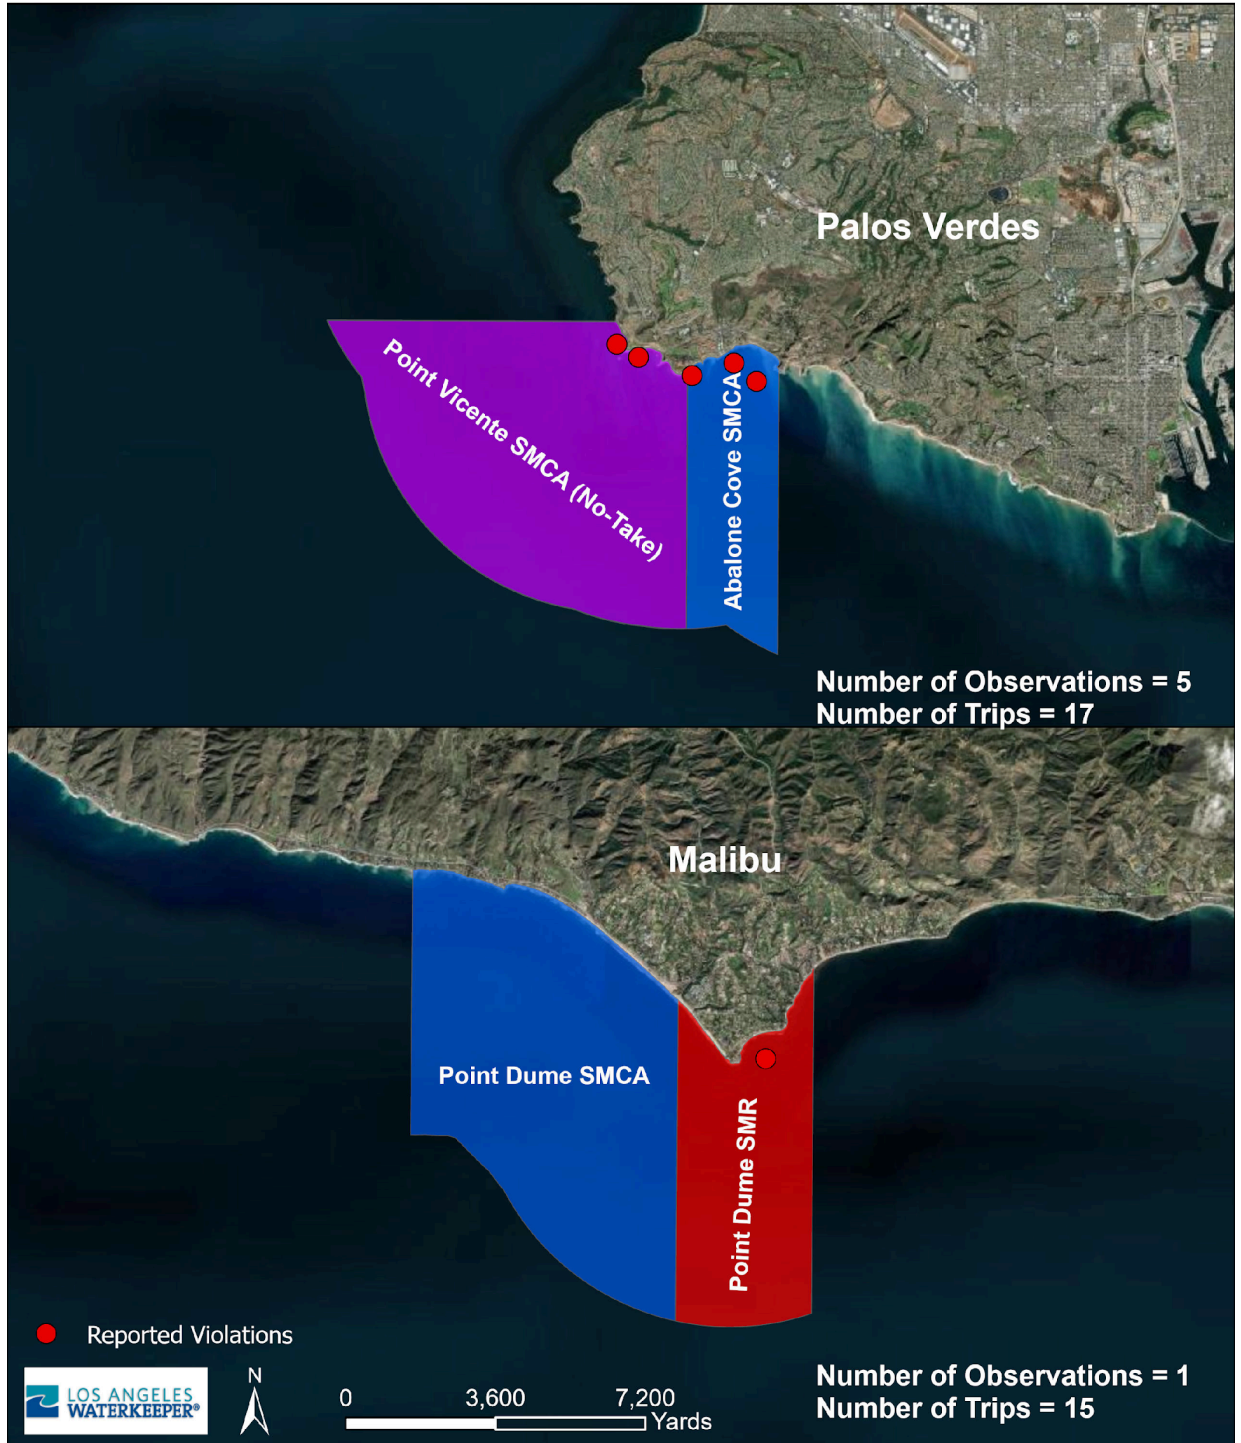 Palos Verdes
Point Vicente SMCA (No-Take)
Abalone Cove SMCA
Number of Observations = 5
Number of Trips = 17
Malibu
Point Dume SMCA
Point Dume SMR
Reported Violations
LOS ANGELES
WATERKEEPER®
N
0 3,600 7,200
Yards
Number of Observations = 1
Number of Trips = 15